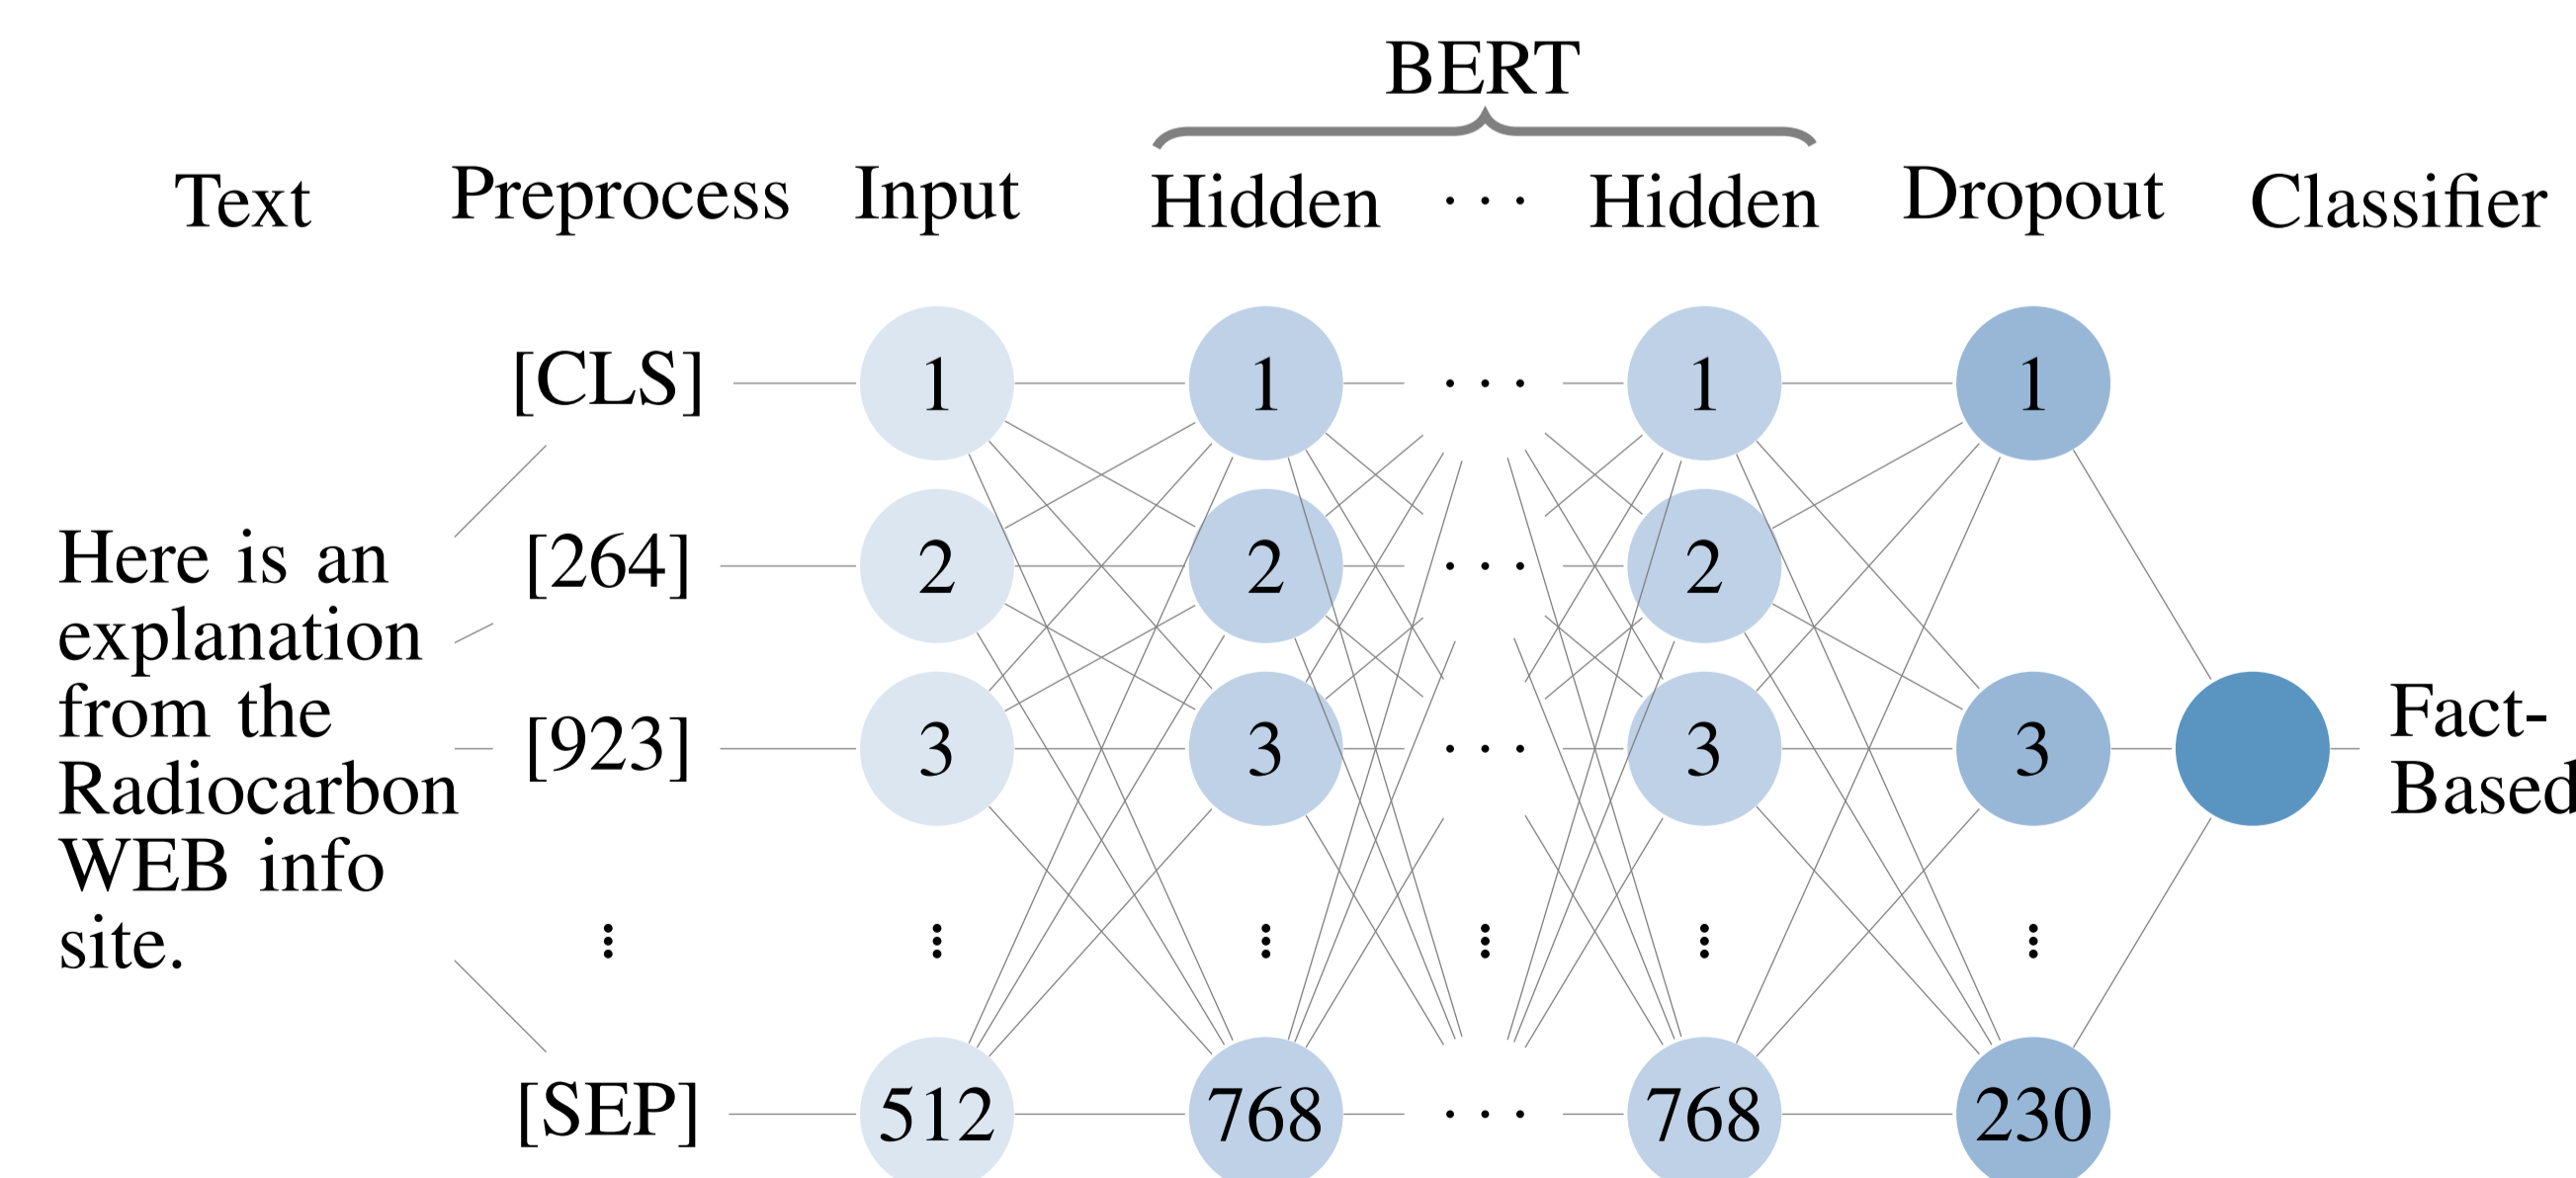 BERT
Text Preprocess Input Hidden · · · Hidden Dropout Classifier
[CLS] 1 1 · · · 1 1
[264] 2 2 · · · 2
[923] 3 3 · · · 3 3
Here is an
explanation
from the
Radiocarbon
WEB info
site.
Fact-
Based
[SEP] 512 768 · · · 768 230